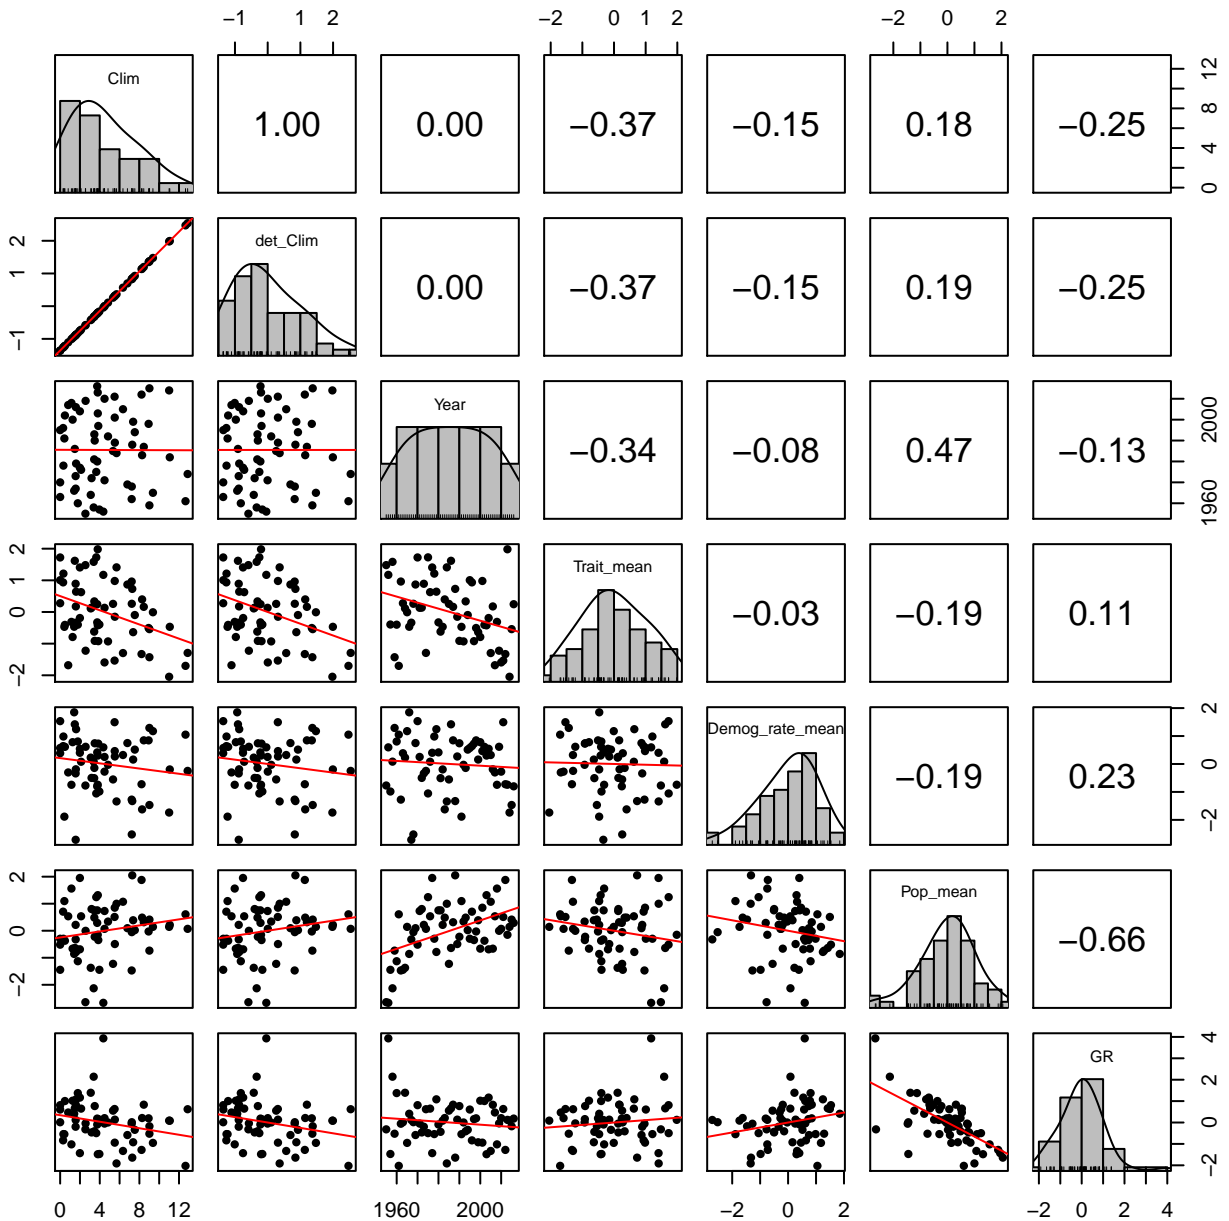 −1 1 2 −2 0 1 2 −2 0 1 2
Clim 1.00 0.00 −0.37 −0.15 0.18 −0.25 0 4 8 12
−1 1 2 det_Clim 0.00 −0.37 −0.15 0.19 −0.25
Year −0.34 −0.08 0.47 −0.13 1960 2000
−2 0 1 2 Trait_mean −0.03 −0.19 0.11
Demog_rate_mean −0.19 0.23 −2 0 2
−2 0 2 Pop_mean −0.66
GR −2 0 2 4
0 4 8 12 1960 2000 −2 0 2 −2 0 2 4